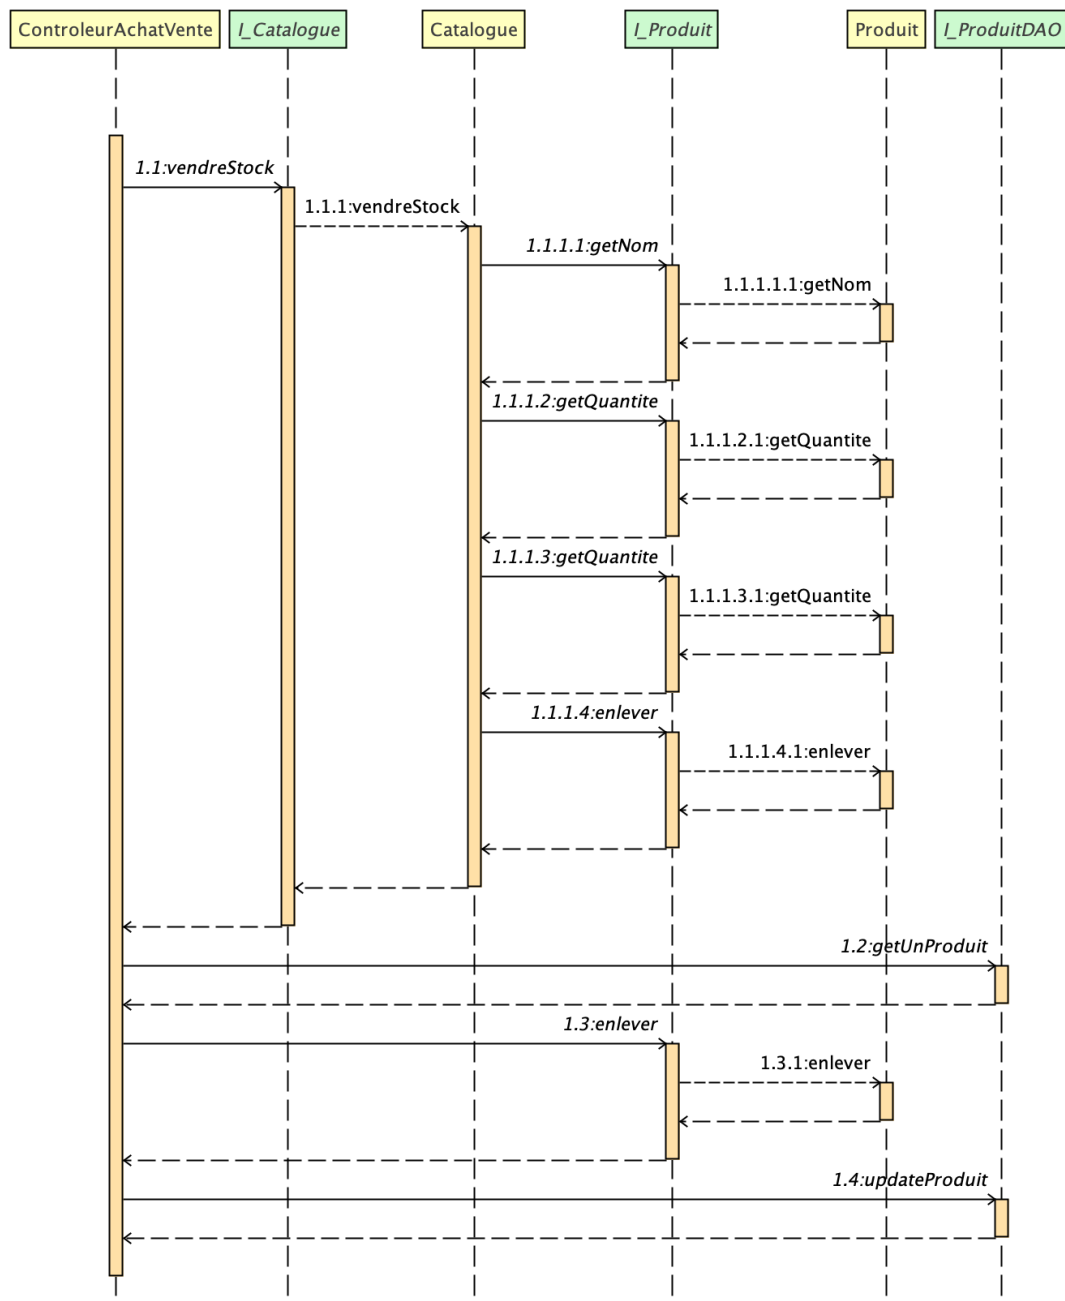 ControleurAchatVente
I_Catalogue
Catalogue
I_Produit
Produit
I_ProduitDAO
1.1:vendreStock
1.1.1:vendreStock
1.1.1.1:getNom
1.1.1.1.1:getNom
1.1.1.2:getQuantite
1.1.1.2.1:getQuantite
1.1.1.3:getQuantite
1.1.1.3.1:getQuantite
1.1.1.4:enlever
1.1.1.4.1:enlever
1.2:getUnProduit
1.3:enlever
1.3.1:enlever
1.4:updateProduit